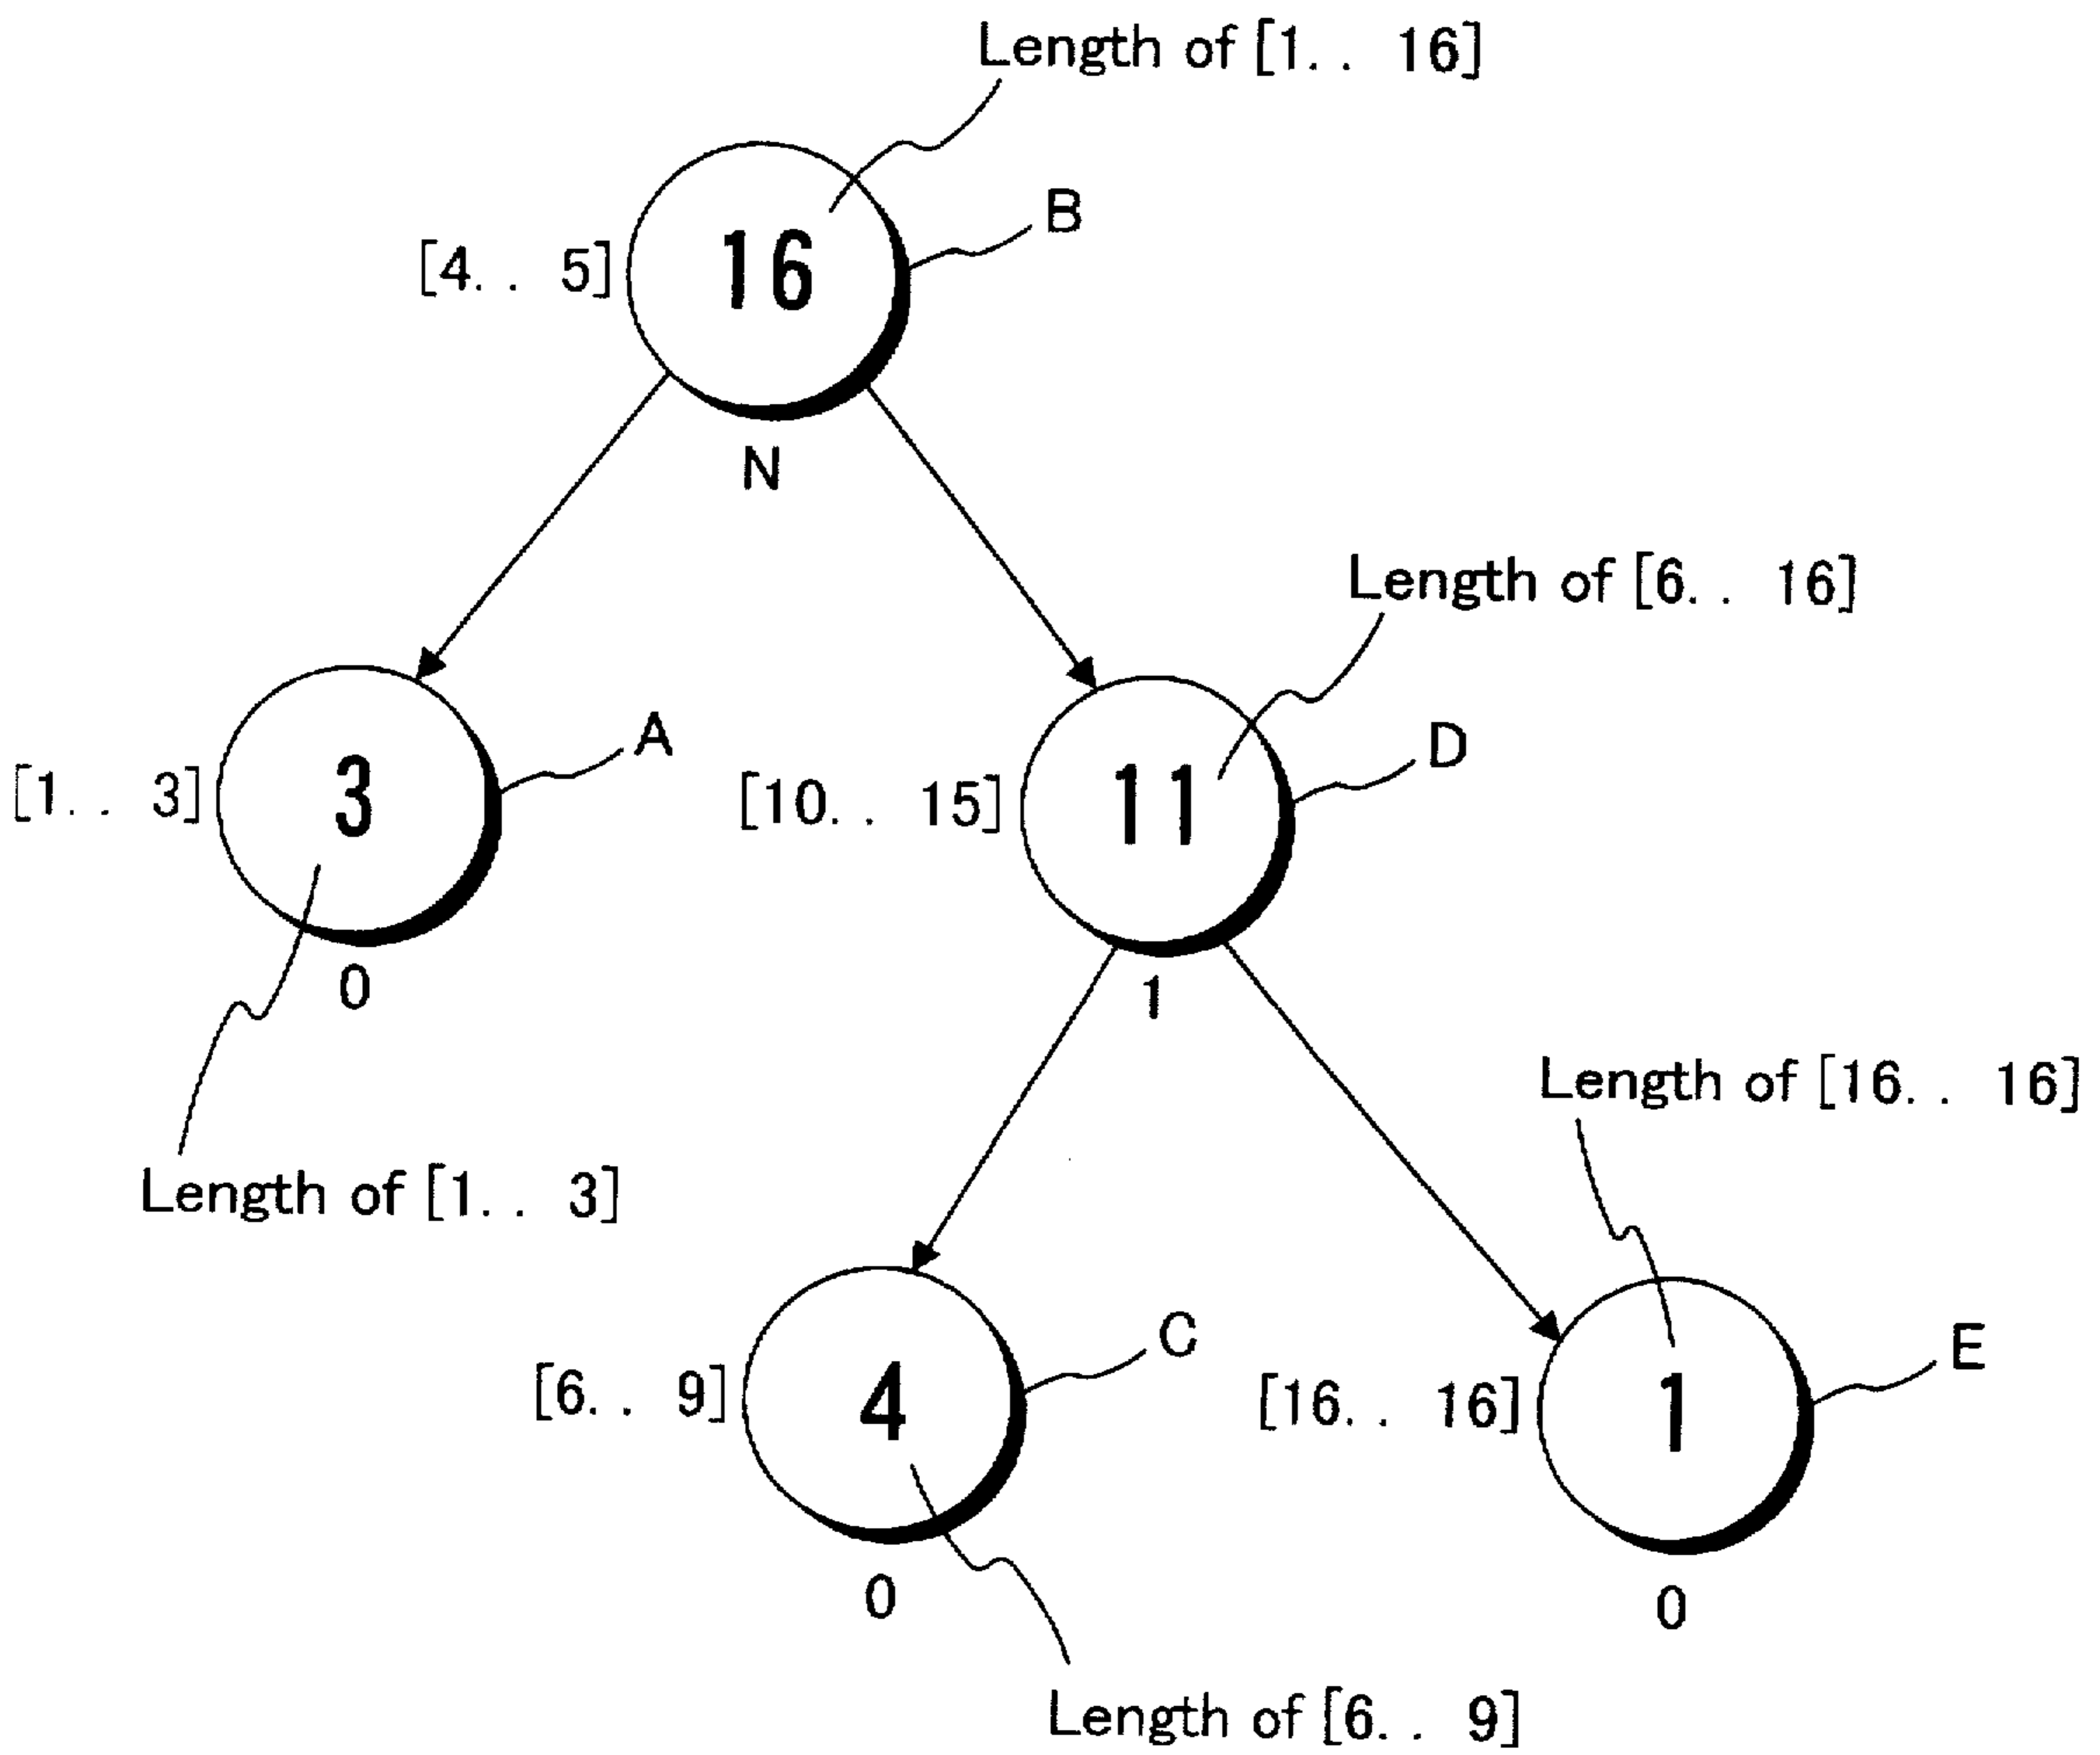 Length of [1. . 16]
B
[4. . 5]
16
N
Length of [6. . 16]
A
D
[1. . 3]
3
[10. . 15]
11
0
1
Length of [16. . 16]
Length of [1. . 3]
C
E
[6. . 9]
4
[16. . 16]
1
0
0
Length of [6. . 9]